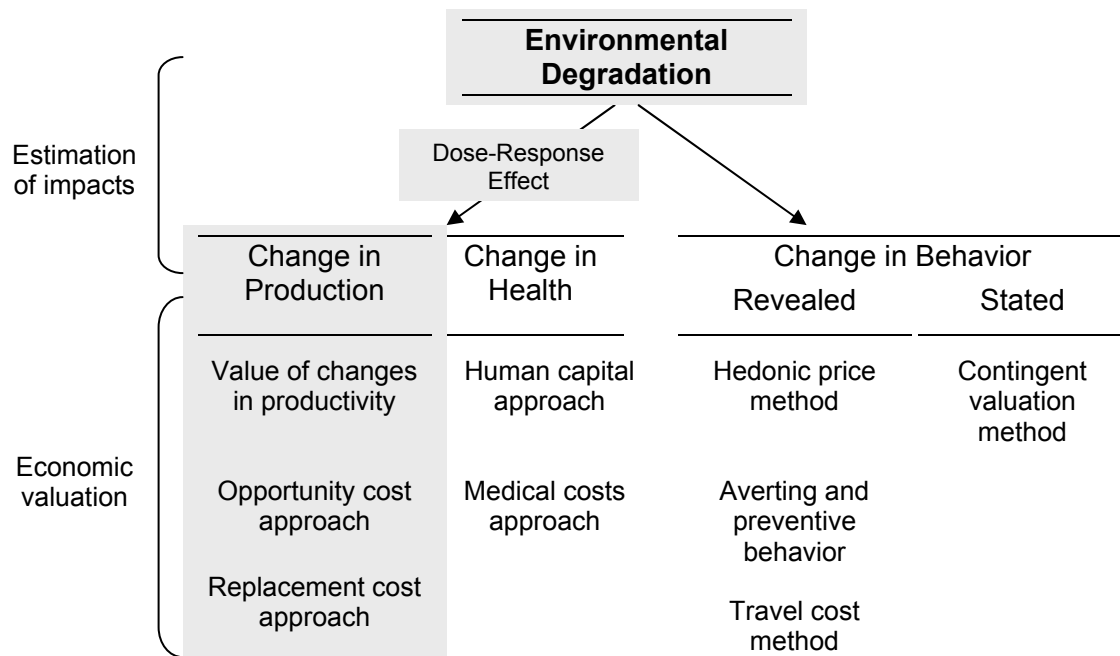 Environmental
Degradation
Estimation
of impacts
Dose-Response
Effect
Change in
Production
Change in
Health
Change in Behavior
Revealed
Stated
Economic
valuation
Value of changes
in productivity
Human capital
approach
Hedonic price
method
Contingent
valuation
method
Opportunity cost
approach
Medical costs
approach
Averting and
preventive
behavior
Replacement cost
approach
Travel cost
method